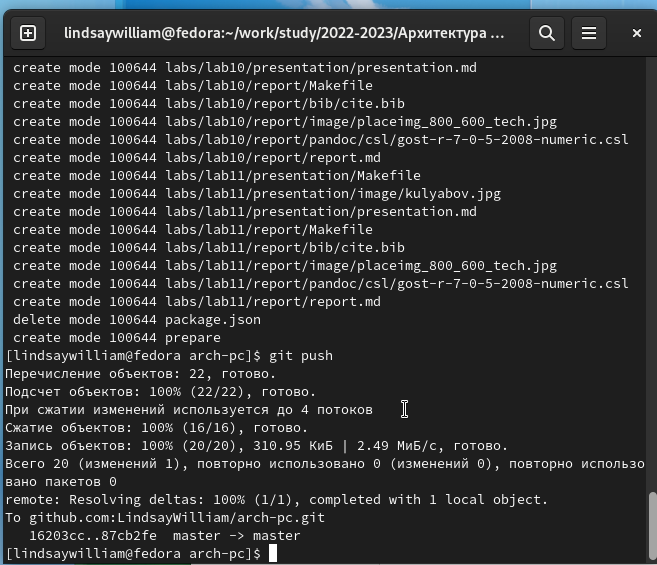 lindsaywilliam@fedora:~/work/study/2022-2023/Архитектура ...
create mode 100644 labs/lab10/presentation/presentation.md
create mode 100644 labs/lab10/report/Makefile
create mode 100644 labs/lab10/report/bib/cite.bib
create mode 100644 labs/lab10/report/image/placeimg_800_600_tech.jpg
create mode 100644 labs/lab10/report/pandoc/csl/gost-r-7-0-5-2008-numeric.csl
create mode 100644 labs/lab10/report/report.md
create mode 100644 labs/lab11/presentation/Makefile
create mode 100644 labs/lab11/presentation/image/kulyabov.jpg
create mode 100644 labs/lab11/presentation/presentation.md
create mode 100644 labs/lab11/report/Makefile
create mode 100644 labs/lab11/report/bib/cite.bib
create mode 100644 labs/lab11/report/image/placeimg_800_600_tech.jpg
create mode 100644 labs/lab11/report/pandoc/csl/gost-r-7-0-5-2008-numeric.csl
create mode 100644 labs/lab11/report/report.md
delete mode 100644 package.json
create mode 100644 prepare
[lindsaywilliam@fedora arch-pc]$ git push
Перечисление объектов: 22, готово.
Подсчет объектов: 100% (22/22), готово.
При сжатии изменений используется до 4 потоков
Сжатие объектов: 100% (16/16), готово.
Запись объектов: 100% (20/20), 310.95 КиБ | 2.49 МиБ/с, готово.
Всего 20 (изменений 1), повторно использовано 0 (изменений 0), повторно использо
вано пакетов 0
remote: Resolving deltas: 100% (1/1), completed with 1 local object.
To github.com:LindsayWilliam/arch-pc.git
16203cc..87cb2fe  master -> master
[lindsaywilliam@fedora arch-pc]$